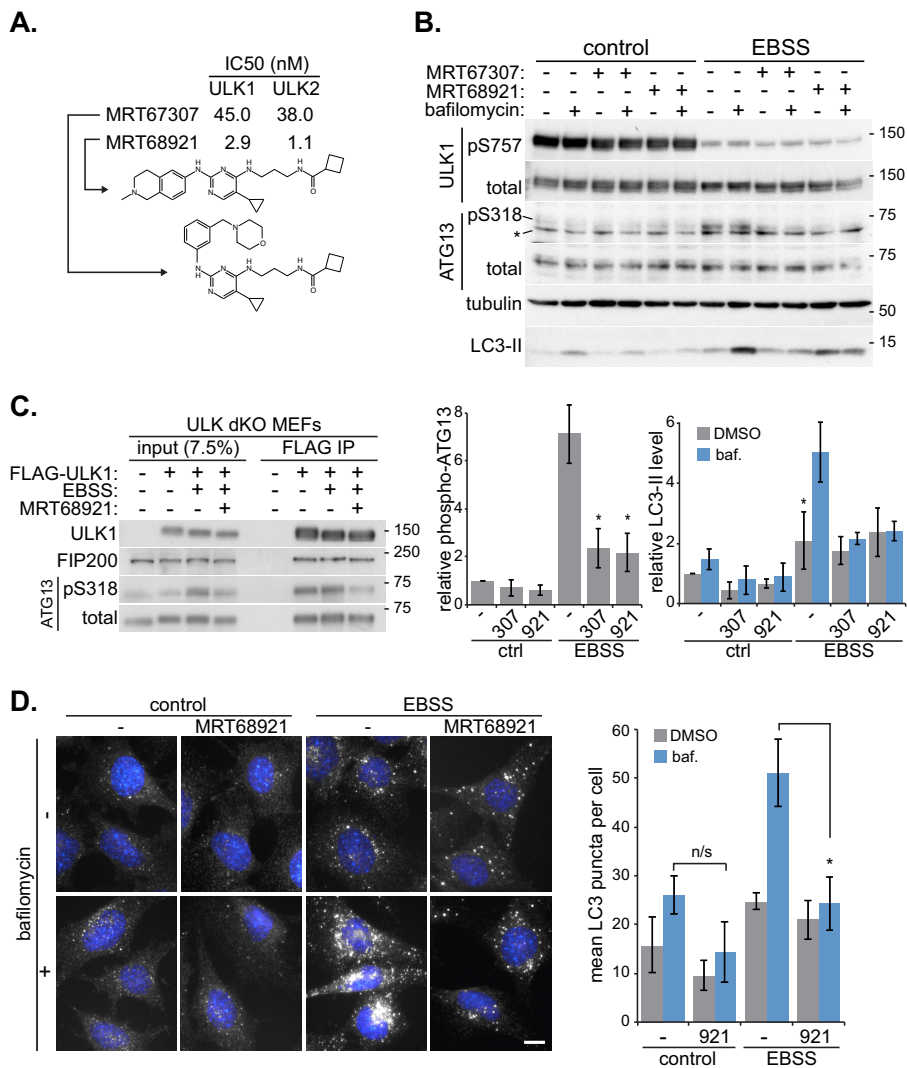 A.
IC50 (nM)
ULK1 ULK2
MRT67307 45.0 38.0
MRT68921 2.9 1.1
H
N
N
N
H
N
H
N
O
N
N
O
H
N
N
N
H
N
H
N
O
B.
control EBSS
MRT67307: - - + + - - - - + + - -
MRT68921: - - - - + + - - - - + +
bafilomycin: - + - + - + - + - + - +
ULK1
pS757 - 150
total - 150
ATG13
pS318 - 75
*
total - 75
tubulin - 50
LC3-II - 15
C.
ULK dKO MEFs
input (7.5%) FLAG IP
FLAG-ULK1: - + + + - + + +
EBSS: - - + + - - + +
MRT68921: - - - + - - - +
ULK1 - 150
FIP200 - 250
ATG13
pS318 - 75
total - 75
relative phospho-ATG13
8
6
4
2
0
* *
- 307 921 - 307 921
ctrl EBSS
relative LC3-II level
6
4
2
0
DMSO
baf.
*
- 307 921 - 307 921
ctrl EBSS
D.
control EBSS
- MRT68921 - MRT68921
bafilomycin
-
+
mean LC3 puncta per cell
60
50
40
30
20
10
0
DMSO
baf.
n/s
*
- 921 - 921
control EBSS